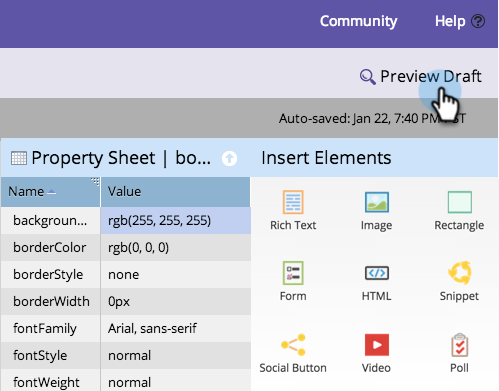 Community Help ?
Preview Draft
Auto-saved: Jan 22, 7:40 PM PST
Property Sheet | bo... Insert Elements
Name Value
backgroun... rgb(255, 255, 255)
borderColor rgb(0, 0, 0)
borderStyle none
borderWidth 0px
fontFamily Arial, sans-serif
fontStyle normal
fontWeight normal
Rich Text Image Rectangle
Form HTML Snippet
Social Button Video Poll